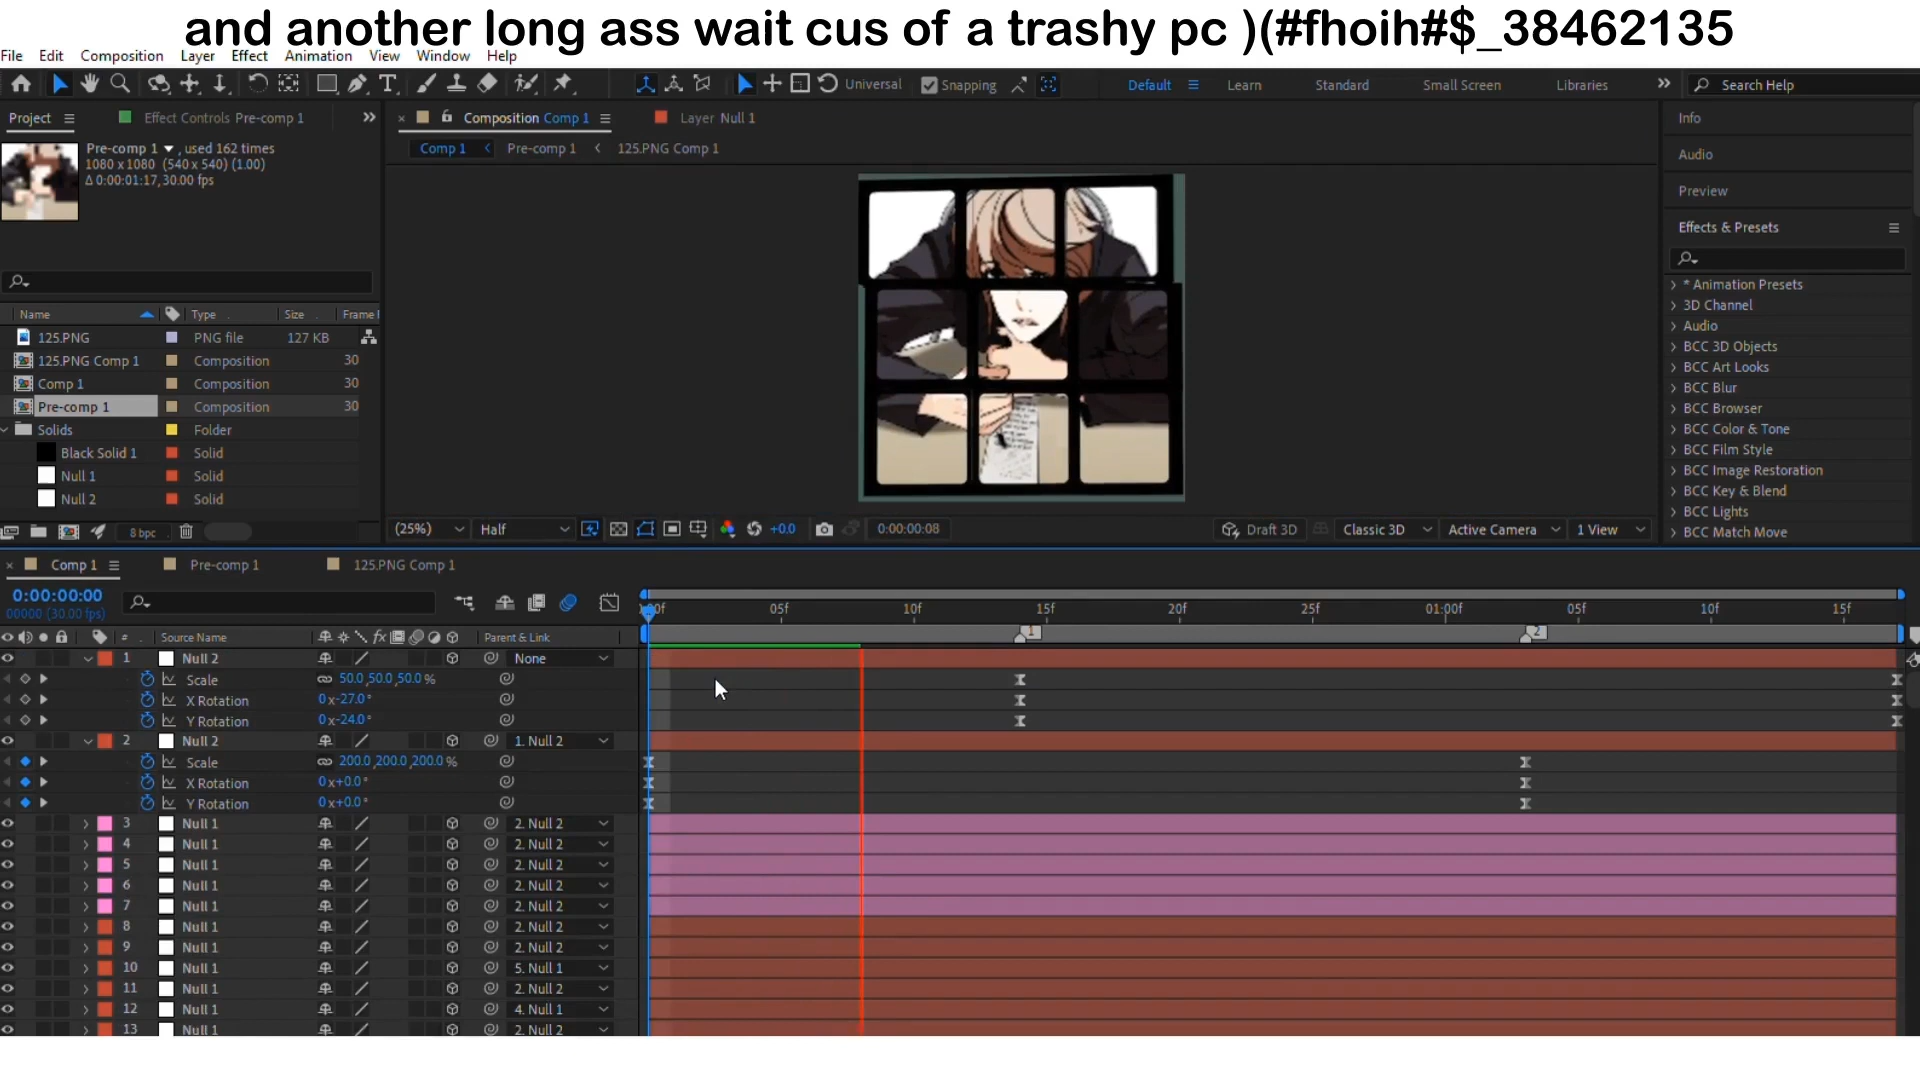 and another long ass wait cus of a trashy pc )(#fhoih#$_38462135
File Edit Composition Layer Effect Animation View Window Help
Universal Snapping Default Learn Standard Small Screen Libraries Search Help
Project Effect Controls Pre-comp 1 Composition Comp 1 Layer Null 1
Comp 1 Pre-comp 1 125.PNG Comp 1
Pre-comp 1 , used 162 times
1080 x 1080 (540 x 540) (1.00)
Δ 0:00:01:17, 30.00 fps
Name Type Size Frame
125.PNG PNG file 127 KB
125.PNG Comp 1 Composition 30
Comp 1 Composition 30
Pre-comp 1 Composition 30
Solids Folder
Black Solid 1 Solid
Null 1 Solid
Null 2 Solid
8 bpc
(25%) Half +0.0 0:00:00:08 Draft 3D Classic 3D Active Camera 1 View
Info
Audio
Preview
Effects & Presets
* Animation Presets
3D Channel
Audio
BCC 3D Objects
BCC Art Looks
BCC Blur
BCC Browser
BCC Color & Tone
BCC Film Style
BCC Image Restoration
BCC Key & Blend
BCC Lights
BCC Match Move
Comp 1 Pre-comp 1 125.PNG Comp 1
0:00:00:00
00000 (30.00 fps)
05f 10f 15f 20f 25f 01:00f 05f 10f 15f
# Source Name fx Parent & Link 1 2
1 Null 2 None
Scale 50.0,50.0,50.0 %
X Rotation 0 x-27.0°
Y Rotation 0 x-24.0°
2 Null 2 1. Null 2
Scale 200.0,200.0,200.0 %
X Rotation 0 x+0.0°
Y Rotation 0 x+0.0°
3 Null 1 2. Null 2
4 Null 1 2. Null 2
5 Null 1 2. Null 2
6 Null 1 2. Null 2
7 Null 1 2. Null 2
8 Null 1 2. Null 2
9 Null 1 2. Null 2
10 Null 1 5. Null 1
11 Null 1 2. Null 2
12 Null 1 4. Null 1
13 Null 1 2. Null 2